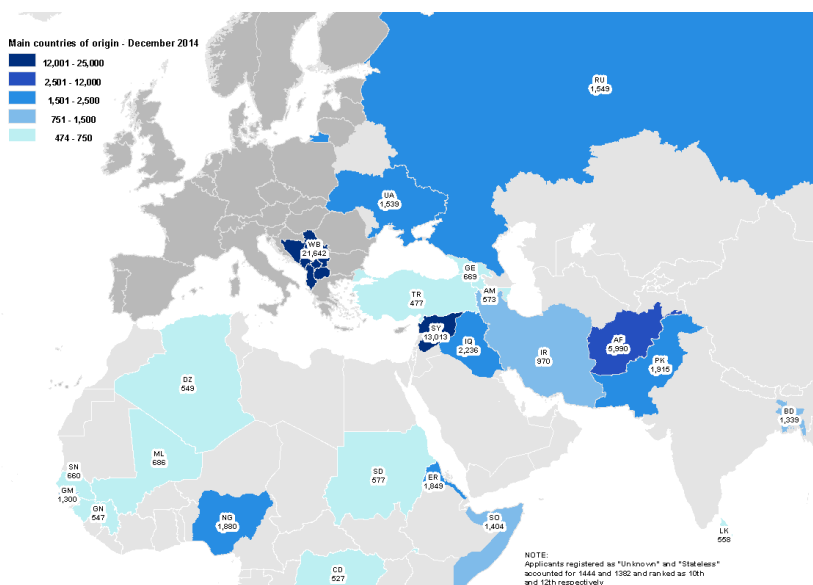 Main countries of origin - December 2014
12,001 - 25,000
2,501 - 12,000
1,501 - 2,500
751 - 1,500
474 - 750
RU
1,549
UA
1,539
WB
21,642
GE
669
AM
573
TR
477
SY
13,013
IQ
2,236
IR
970
AF
5,990
PK
1,915
BD
1,339
DZ
549
ML
686
SN
660
GM
1,300
GN
547
NG
1,880
SD
577
ER
1,849
SO
1,404
LK
558
CD
527
NOTE:
Applicants registered as "Unknown" and "Stateless"
accounted for 1444 and 1382 and ranked as 10th
and 12th respectively